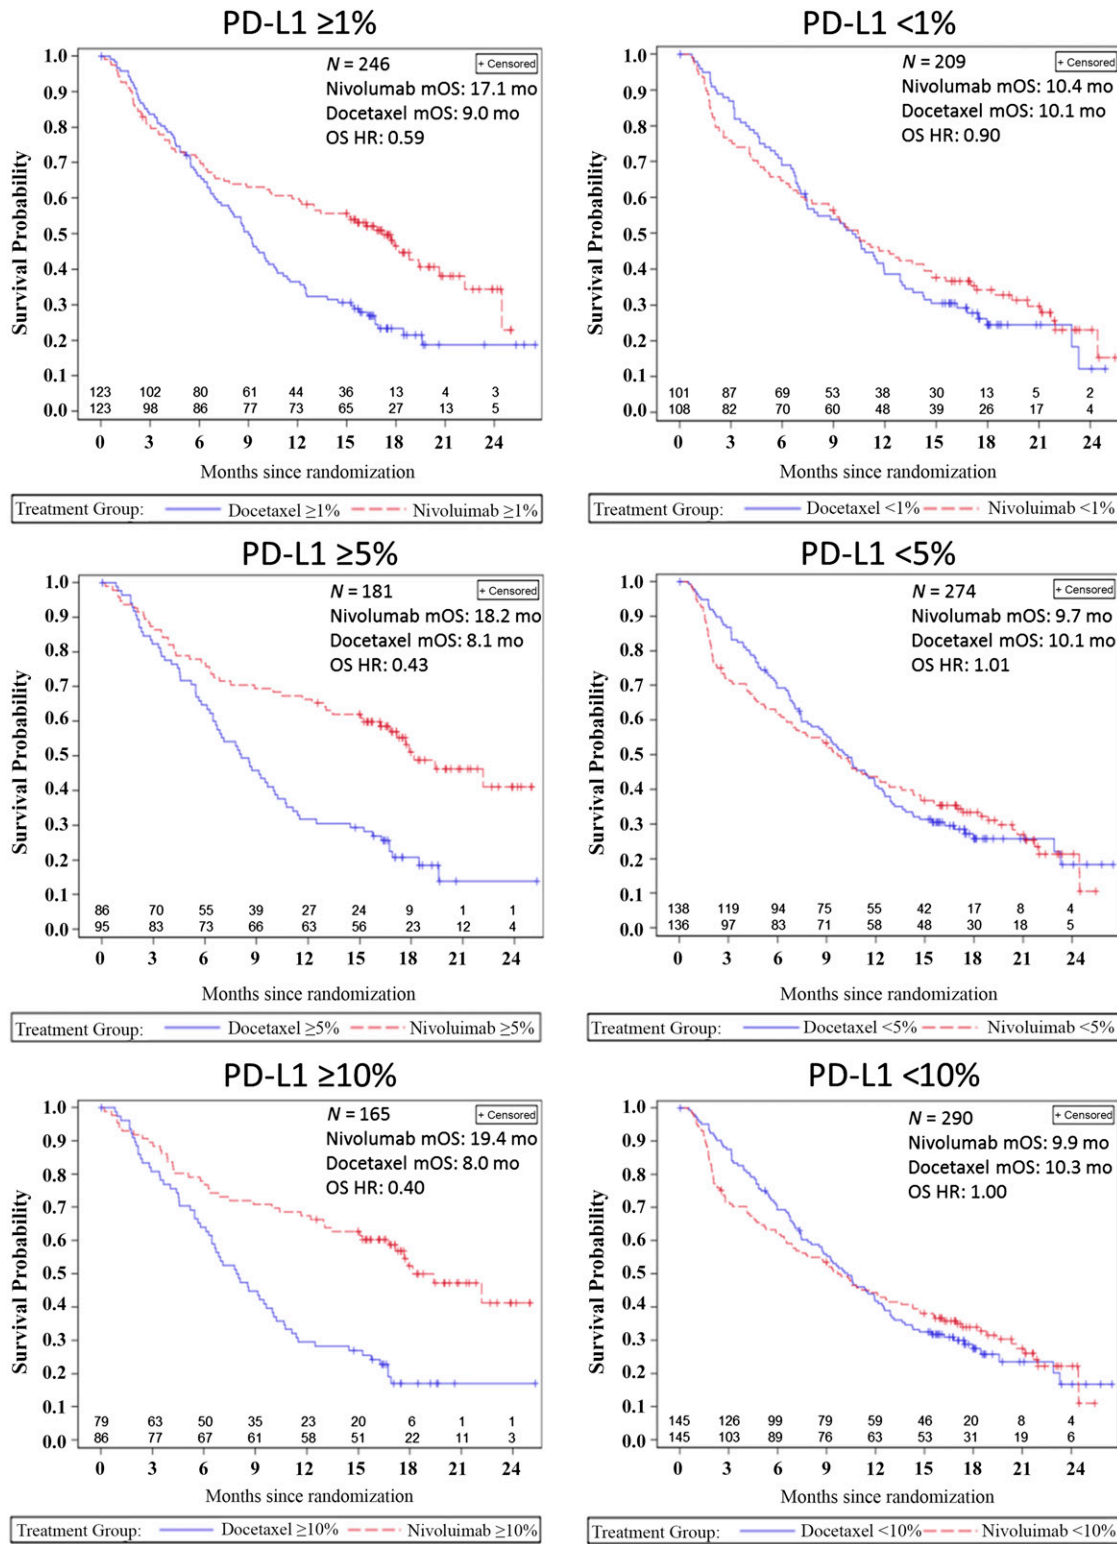 PD-L1 ≥1%
N = 246
+ Censored
Nivolumab mOS: 17.1 mo
Docetaxel mOS: 9.0 mo
OS HR: 0.59
Survival Probability
1.0
0.9
0.8
0.7
0.6
0.5
0.4
0.3
0.2
0.1
0.0
123 102 80 61 44 36 13 4 3
123 98 86 77 73 65 27 13 5
0 3 6 9 12 15 18 21 24
Months since randomization
Treatment Group: Docetaxel ≥1% Nivoluimab ≥1%
PD-L1 <1%
N = 209
+ Censored
Nivolumab mOS: 10.4 mo
Docetaxel mOS: 10.1 mo
OS HR: 0.90
Survival Probability
1.0
0.9
0.8
0.7
0.6
0.5
0.4
0.3
0.2
0.1
0.0
101 87 69 53 38 30 13 5 2
108 82 70 60 48 39 26 17 4
0 3 6 9 12 15 18 21 24
Months since randomization
Treatment Group: Docetaxel <1% Nivoluimab <1%
PD-L1 ≥5%
N = 181
+ Censored
Nivolumab mOS: 18.2 mo
Docetaxel mOS: 8.1 mo
OS HR: 0.43
Survival Probability
1.0
0.9
0.8
0.7
0.6
0.5
0.4
0.3
0.2
0.1
0.0
86 70 55 39 27 24 9 1 1
95 83 73 66 63 56 23 12 4
0 3 6 9 12 15 18 21 24
Months since randomization
Treatment Group: Docetaxel ≥5% Nivoluimab ≥5%
PD-L1 <5%
N = 274
+ Censored
Nivolumab mOS: 9.7 mo
Docetaxel mOS: 10.1 mo
OS HR: 1.01
Survival Probability
1.0
0.9
0.8
0.7
0.6
0.5
0.4
0.3
0.2
0.1
0.0
138 119 94 75 55 42 17 8 4
136 97 83 71 58 48 30 18 5
0 3 6 9 12 15 18 21 24
Months since randomization
Treatment Group: Docetaxel <5% Nivoluimab <5%
PD-L1 ≥10%
N = 165
+ Censored
Nivolumab mOS: 19.4 mo
Docetaxel mOS: 8.0 mo
OS HR: 0.40
Survival Probability
1.0
0.9
0.8
0.7
0.6
0.5
0.4
0.3
0.2
0.1
0.0
79 63 50 35 23 20 6 1 1
86 77 67 61 58 51 22 11 3
0 3 6 9 12 15 18 21 24
Months since randomization
Treatment Group: Docetaxel ≥10% Nivoluimab ≥10%
PD-L1 <10%
N = 290
+ Censored
Nivolumab mOS: 9.9 mo
Docetaxel mOS: 10.3 mo
OS HR: 1.00
Survival Probability
1.0
0.9
0.8
0.7
0.6
0.5
0.4
0.3
0.2
0.1
0.0
145 126 99 79 59 46 20 8 4
145 103 89 76 63 53 31 19 6
0 3 6 9 12 15 18 21 24
Months since randomization
Treatment Group: Docetaxel <10% Nivoluimab <10%